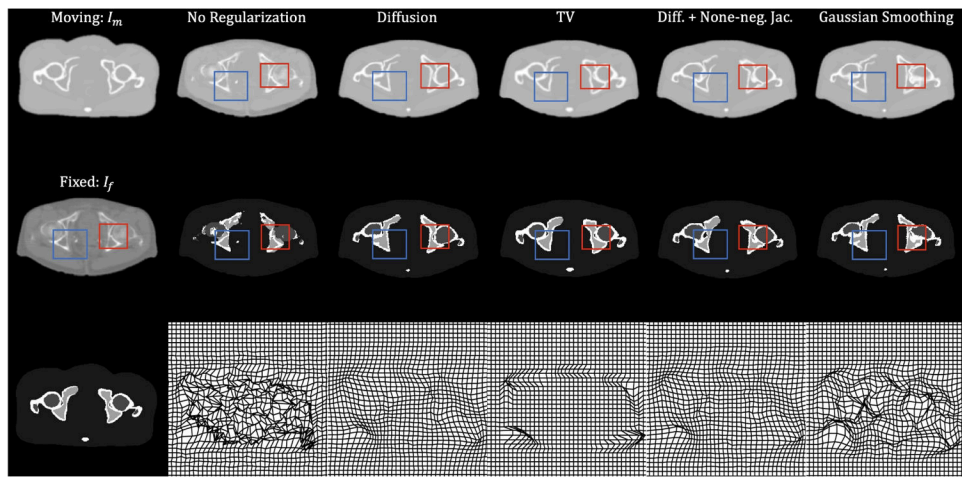 Moving: I_m
No Regularization
Diffusion
TV
Diff. + None-neg. Jac.
Gaussian Smoothing
Fixed: I_f